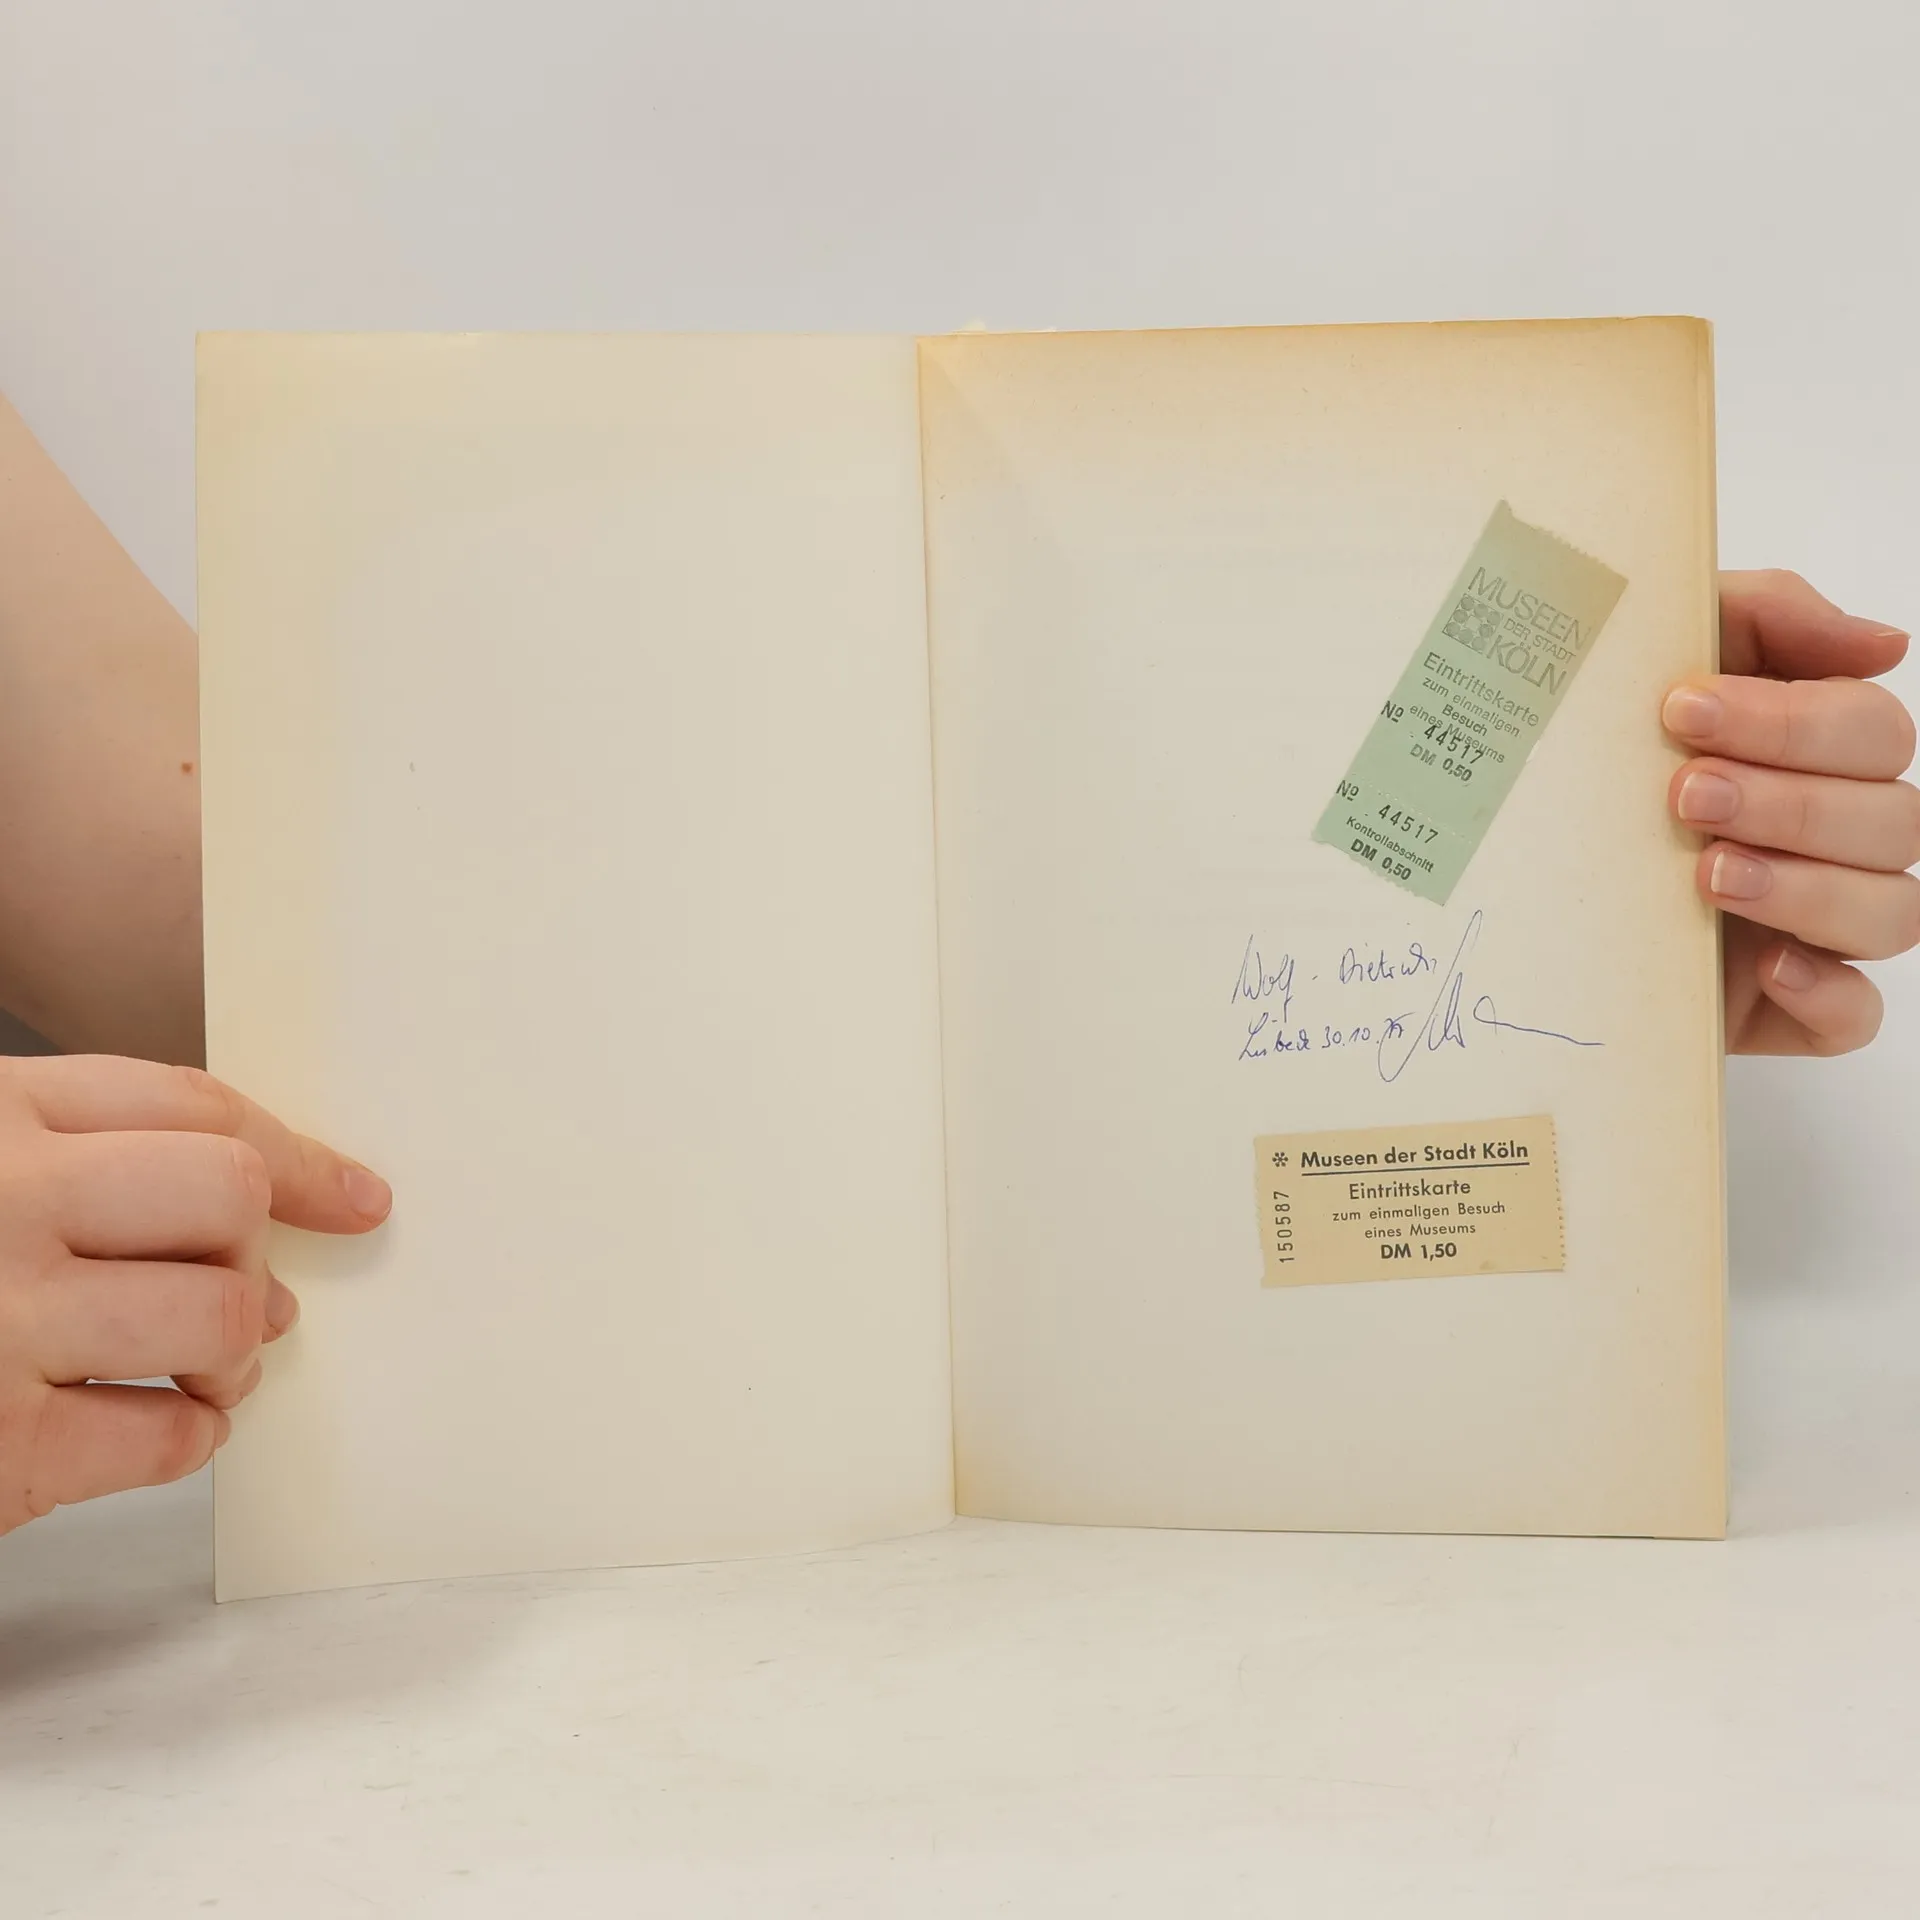 MUSEEN
DER STADT
KÖLN
Eintrittskarte
zum einmaligen
Besuch
eines Museums
Nº 44517
DM 0,50
Nº 44517
Kontrollabschnitt
DM 0,50
Wolf - Dietrich
Lübeck 30.10.
* Museen der Stadt Köln
Eintrittskarte
zum einmaligen Besuch
eines Museums
DM 1,50
150587